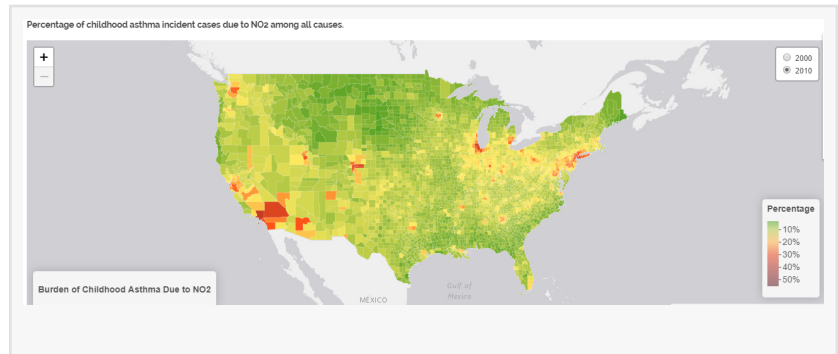 Percentage of childhood asthma incident cases due to NO2 among all causes.
+
−
2000
2010
Percentage
10%
20%
30%
40%
50%
Burden of Childhood Asthma Due to NO2
MÉXICO
Gulf of
Mexico